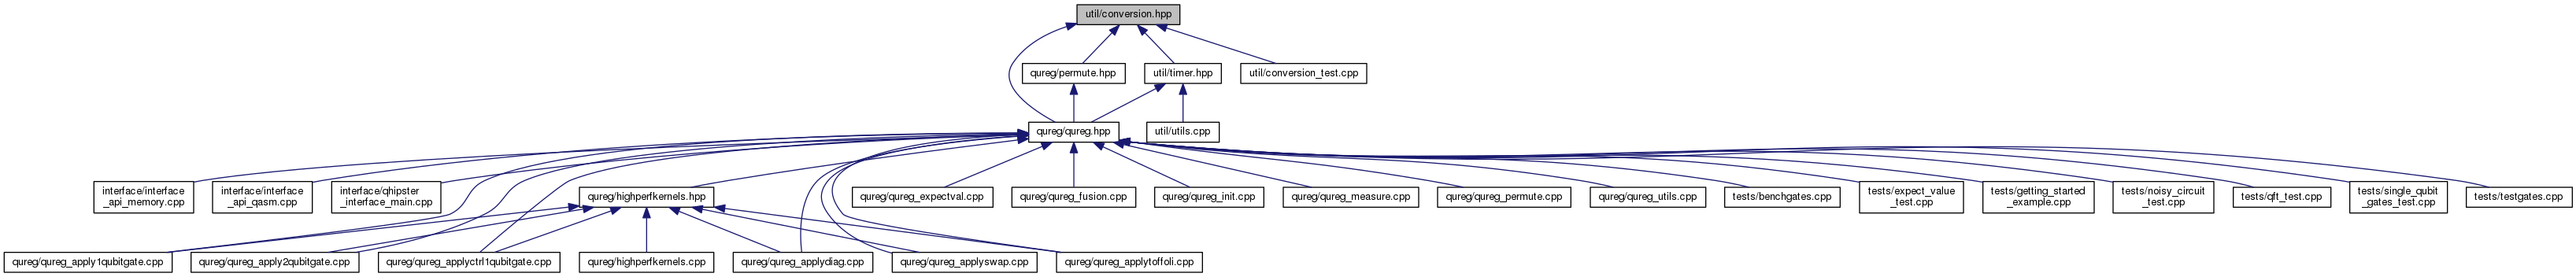 util/conversion.hpp
qureg/permute.hpp
util/timer.hpp
util/conversion_test.cpp
qureg/qureg.hpp
util/utils.cpp
interface/interface
_api_memory.cpp
interface/interface
_api_qasm.cpp
interface/qhipster
_interface_main.cpp
qureg/highperfkernels.hpp
qureg/qureg_expectval.cpp
qureg/qureg_fusion.cpp
qureg/qureg_init.cpp
qureg/qureg_measure.cpp
qureg/qureg_permute.cpp
qureg/qureg_utils.cpp
tests/benchgates.cpp
tests/expect_value
_test.cpp
tests/getting_started
_example.cpp
tests/noisy_circuit
_test.cpp
tests/qft_test.cpp
tests/single_qubit
_gates_test.cpp
tests/testgates.cpp
qureg/qureg_apply1qubitgate.cpp
qureg/qureg_apply2qubitgate.cpp
qureg/qureg_applyctrl1qubitgate.cpp
qureg/highperfkernels.cpp
qureg/qureg_applydiag.cpp
qureg/qureg_applyswap.cpp
qureg/qureg_applytoffoli.cpp